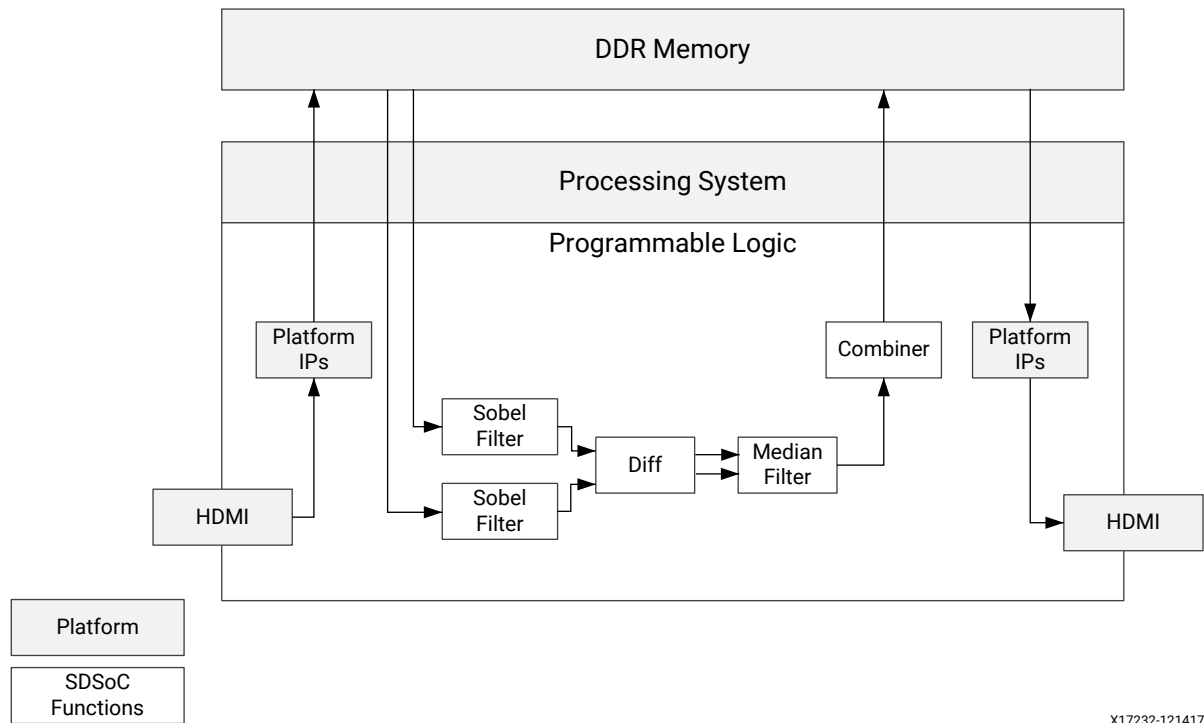 DDR Memory
Processing System
Programmable Logic
Platform
IPs
Combiner
Platform
IPs
Sobel
Filter
Diff
Median
Filter
Sobel
Filter
HDMI
HDMI
Platform
SDSoC
Functions
X17232-121417